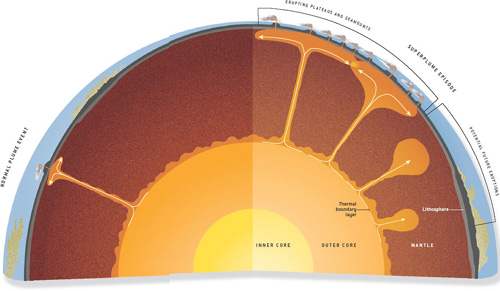 ERUPTING PLATEAUS AND SEAMOUNTS
SUPERPLUME EPISODE
POTENTIAL FUTURE ERUPTIONS
NORMAL PLUME EVENT
Thermal
boundary
layer
Lithosphere
INNER CORE
OUTER CORE
MANTLE